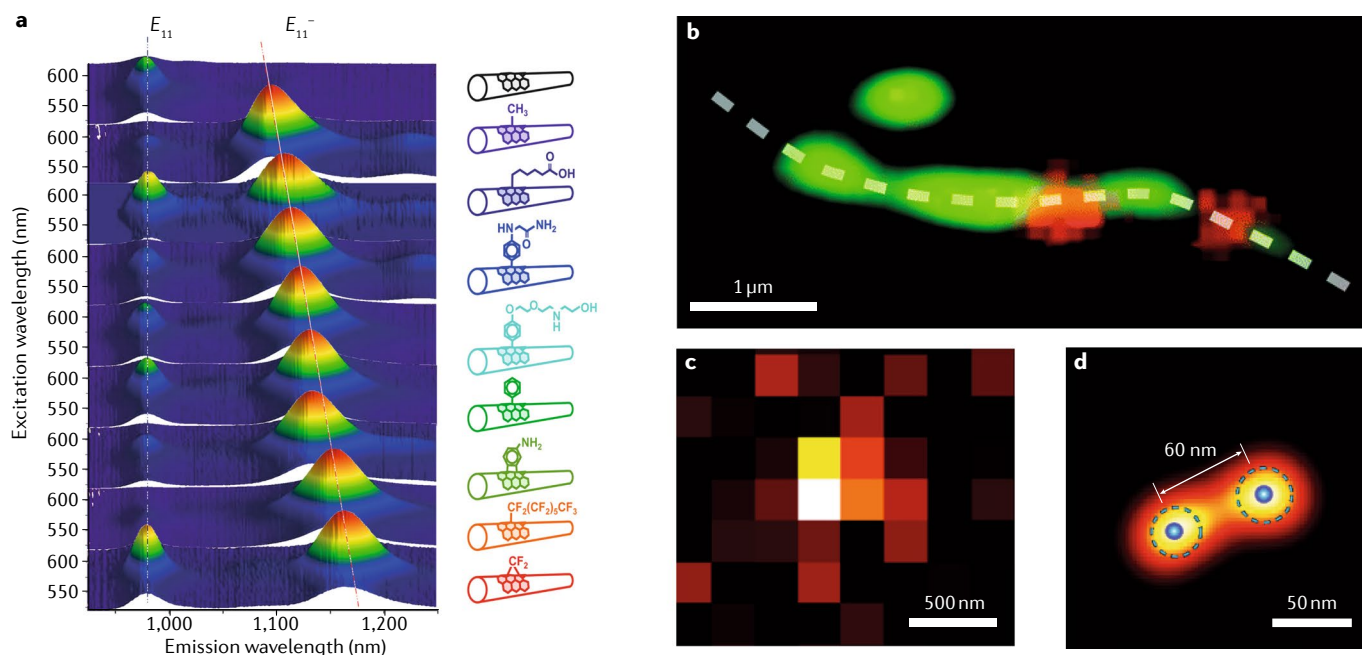 a
E11
E11−
600
550
600
550
600
550
600
550
600
550
600
550
600
550
600
550
600
550
Excitation wavelength (nm)
1,000
1,100
1,200
Emission wavelength (nm)
CH3
O
OH
HN
NH2
O
O
O
N
H
OH
NH2
CF2(CF2)5CF3
CF2
b
1 µm
c
500 nm
d
60 nm
50 nm